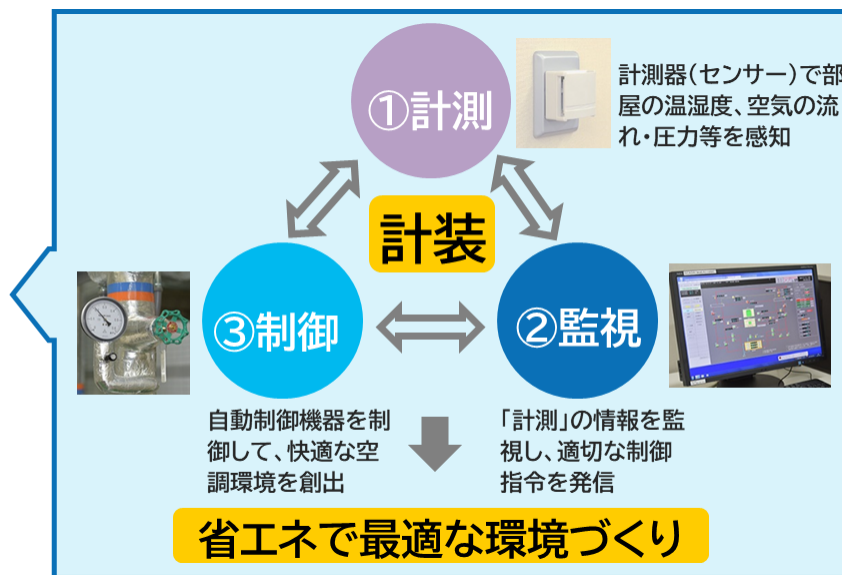 ①計測
計測器(センサー)で部
屋の温湿度、空気の流
れ・圧力等を感知
計装
③制御
②監視
自動制御機器を制
御して、快適な空
調環境を創出
「計測」の情報を監
視し、適切な制御
指令を発信
省エネで最適な環境づくり